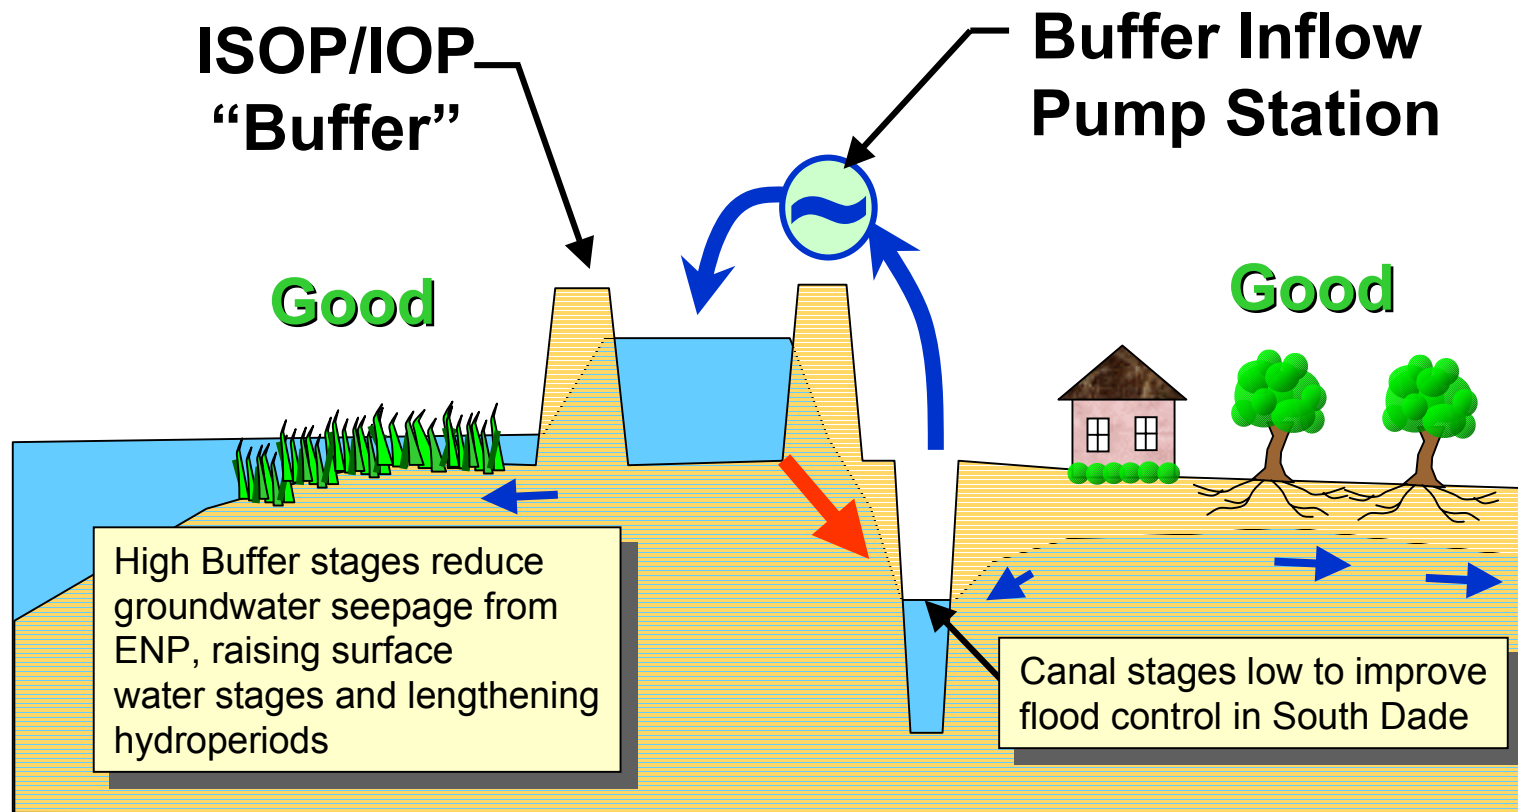 ISOP/IOP
“Buffer”
Buffer Inflow
Pump Station
Good
Good
High Buffer stages reduce
groundwater seepage from
ENP, raising surface
water stages and lengthening
hydroperiods
Canal stages low to improve
flood control in South Dade